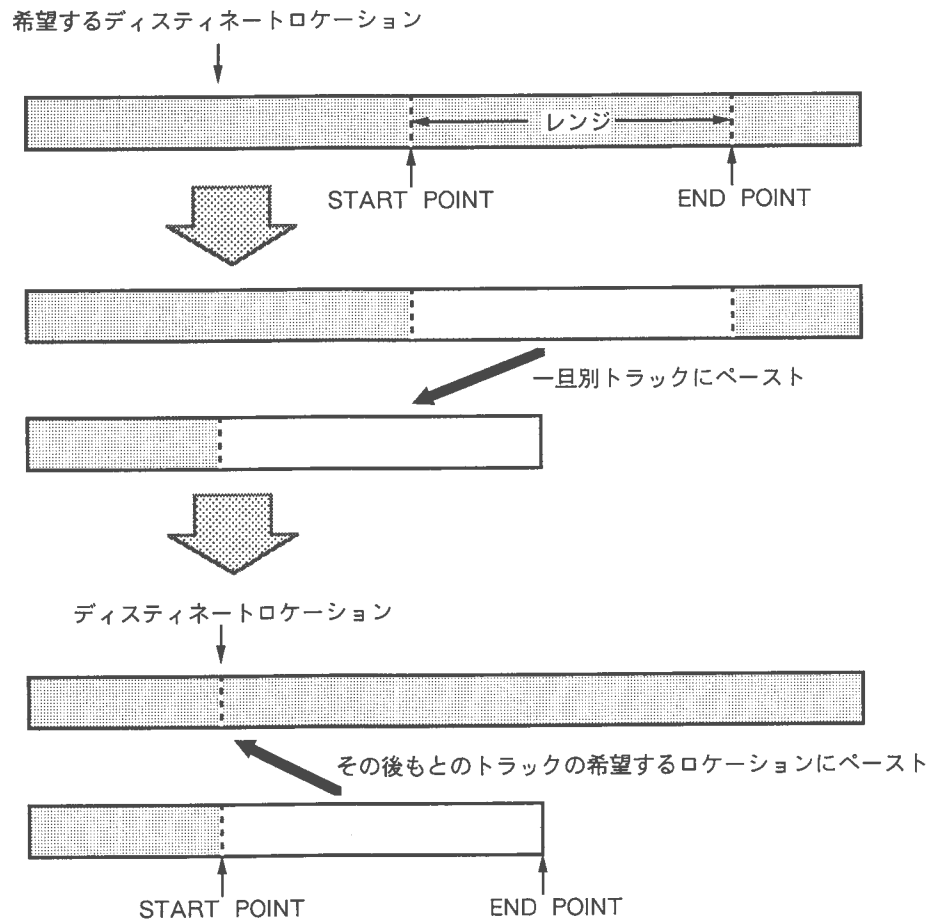 希望するディスティネートロケーション
レンジ
START POINT
END POINT
一旦別トラックにペースト
ディスティネートロケーション
その後もとのトラックの希望するロケーションにペースト
START POINT
END POINT